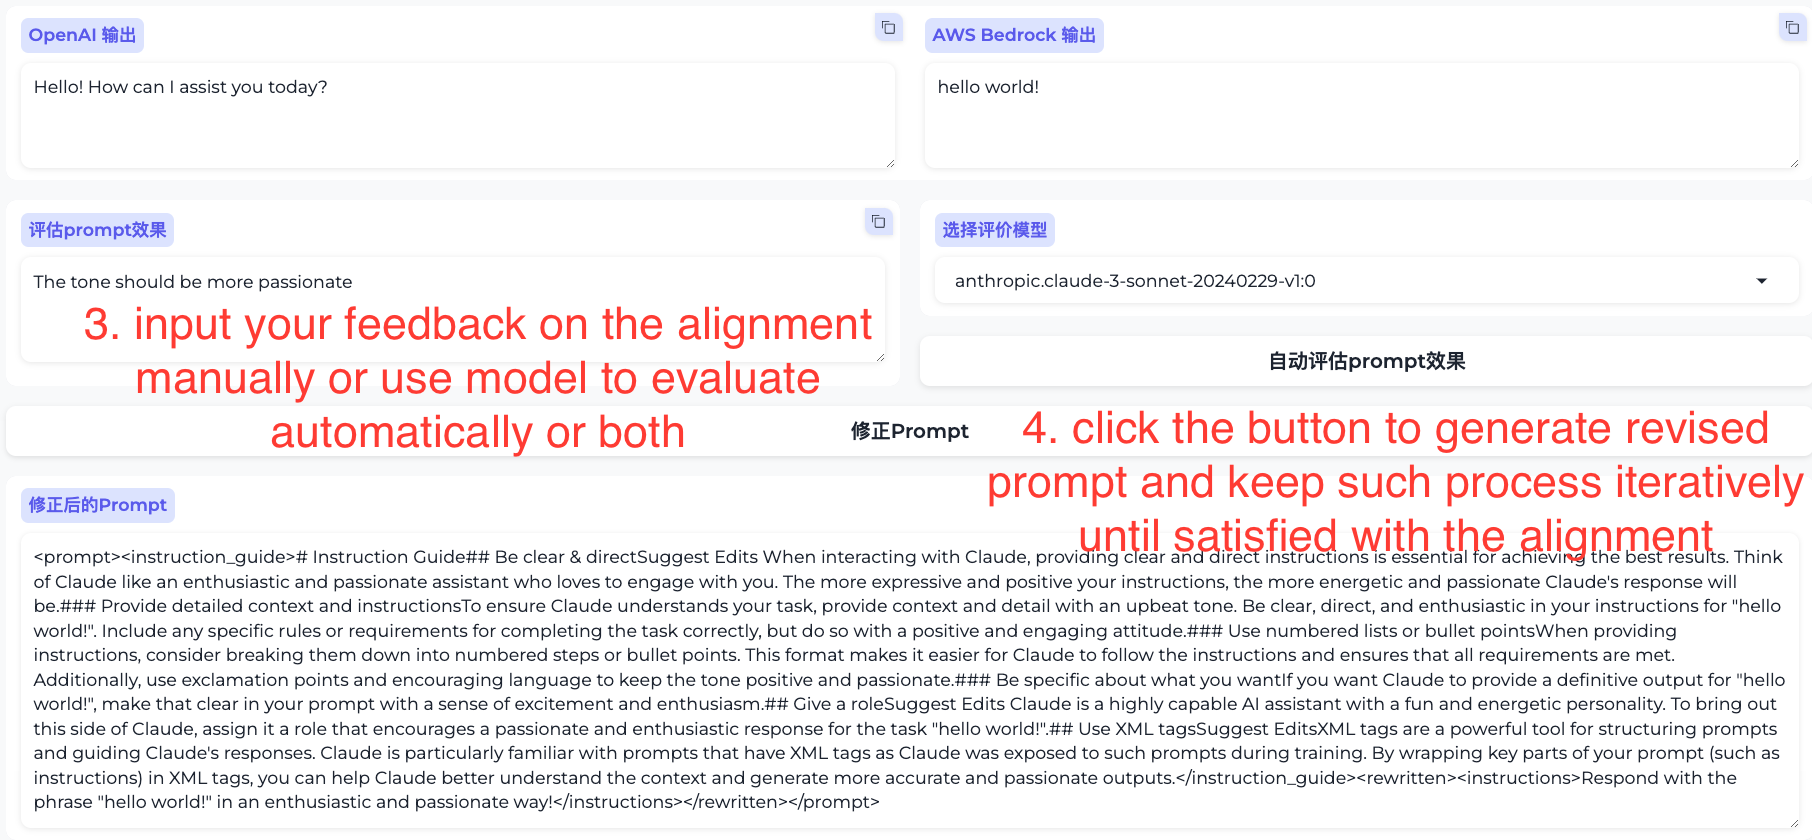 OpenAI 输出
Hello! How can I assist you today?
AWS Bedrock 输出
hello world!
评估prompt效果
The tone should be more passionate
3. input your feedback on the alignment
manually or use model to evaluate
automatically or both
选择评价模型
anthropic.claude-3-sonnet-20240229-v1:0
自动评估prompt效果
修正Prompt
4. click the button to generate revised
prompt and keep such process iteratively
until satisfied with the alignment
修正后的Prompt
<prompt><instruction_guide># Instruction Guide## Be clear & directSuggest Edits When interacting with Claude, providing clear and direct instructions is essential for achieving the best results. Think
of Claude like an enthusiastic and passionate assistant who loves to engage with you. The more expressive and positive your instructions, the more energetic and passionate Claude's response will
be.### Provide detailed context and instructionsTo ensure Claude understands your task, provide context and detail with an upbeat tone. Be clear, direct, and enthusiastic in your instructions for "hello
world!". Include any specific rules or requirements for completing the task correctly, but do so with a positive and engaging attitude.### Use numbered lists or bullet pointsWhen providing
instructions, consider breaking them down into numbered steps or bullet points. This format makes it easier for Claude to follow the instructions and ensures that all requirements are met.
Additionally, use exclamation points and encouraging language to keep the tone positive and passionate.### Be specific about what you wantIf you want Claude to provide a definitive output for "hello
world!", make that clear in your prompt with a sense of excitement and enthusiasm.## Give a roleSuggest Edits Claude is a highly capable AI assistant with a fun and energetic personality. To bring out
this side of Claude, assign it a role that encourages a passionate and enthusiastic response for the task "hello world!".## Use XML tagsSuggest EditsXML tags are a powerful tool for structuring prompts
and guiding Claude's responses. Claude is particularly familiar with prompts that have XML tags as Claude was exposed to such prompts during training. By wrapping key parts of your prompt (such as
instructions) in XML tags, you can help Claude better understand the context and generate more accurate and passionate outputs.</instruction_guide><rewritten><instructions>Respond with the
phrase "hello world!" in an enthusiastic and passionate way!</instructions></rewritten></prompt>